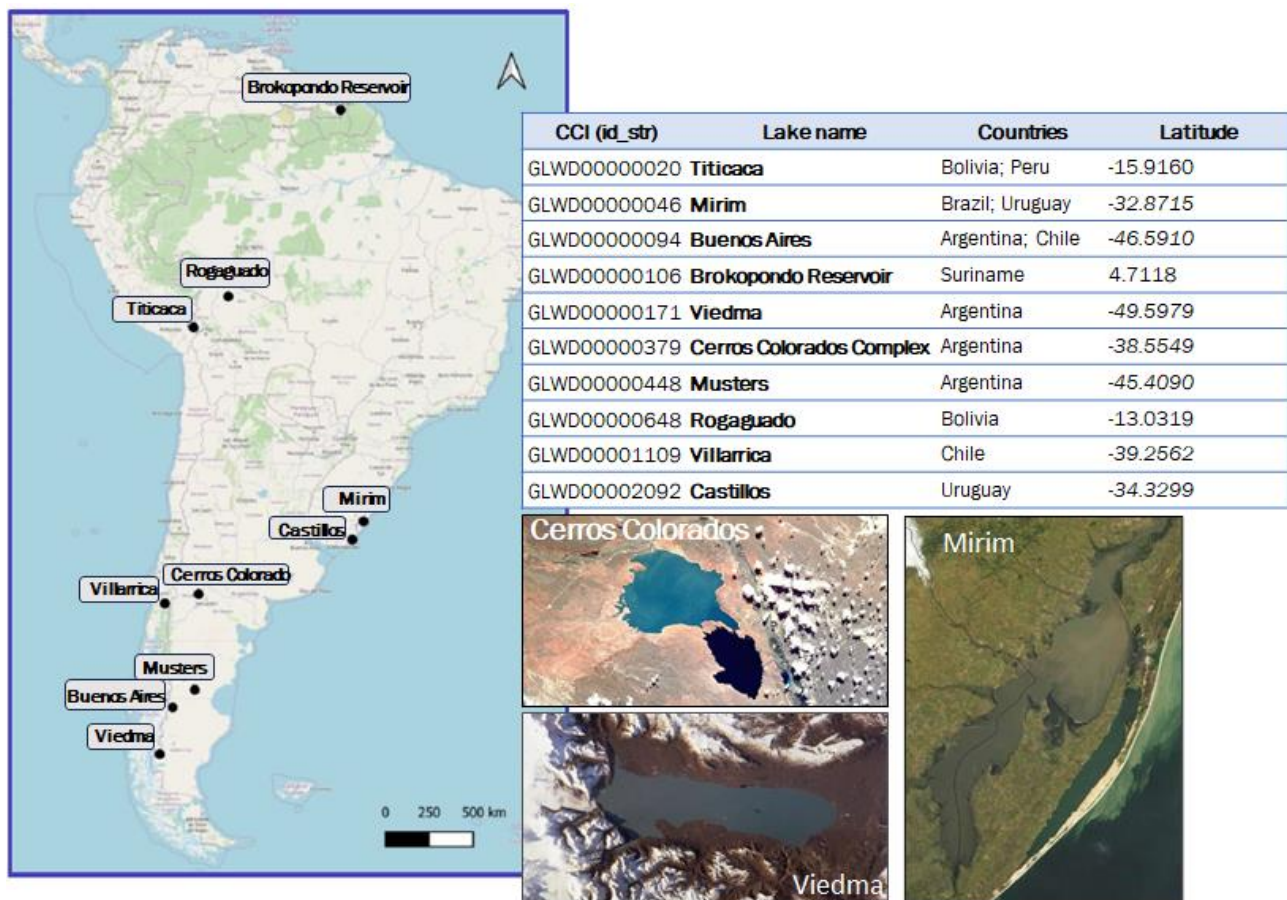 Brokopondo Reservoir
Rogaguado
Titicaca
Mirim
Castillos
Villarrica
Cerros Colorado
Musters
Buenos Aires
Viedma
0 250 500 km
CCI (id_str) Lake name Countries Latitude
GLWD00000020 Titicaca Bolivia; Peru -15.9160
GLWD00000046 Mirim Brazil; Uruguay -32.8715
GLWD00000094 Buenos Aires Argentina; Chile -46.5910
GLWD00000106 Brokopondo Reservoir Suriname 4.7118
GLWD00000171 Viedma Argentina -49.5979
GLWD00000379 Cerros Colorados Complex Argentina -38.5549
GLWD00000448 Musters Argentina -45.4090
GLWD00000648 Rogaguado Bolivia -13.0319
GLWD00001109 Villarrica Chile -39.2562
GLWD00002092 Castillos Uruguay -34.3299
Cerros Colorados
Mirim
Viedma